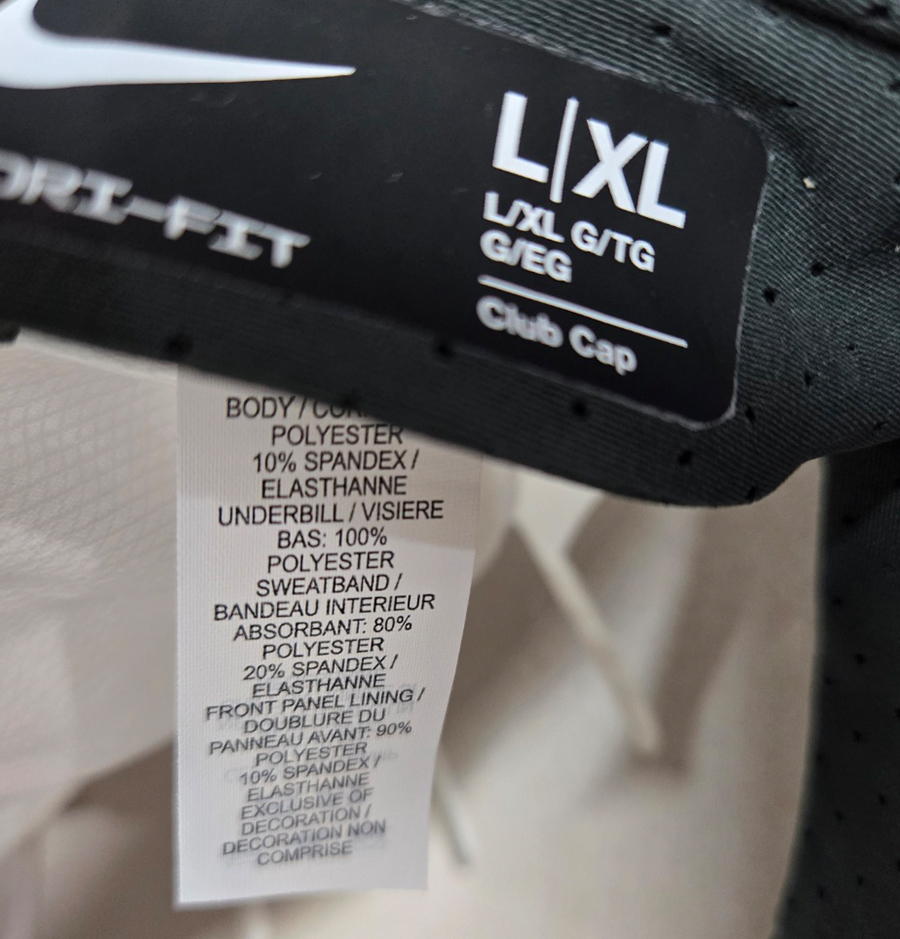 DRI-FIT
L|XL
L/XL G/TG
G/EG
Club Cap
BODY / COR
POLYESTER
10% SPANDEX /
ELASTHANNE
UNDERBILL / VISIERE
BAS: 100%
POLYESTER
SWEATBAND /
BANDEAU INTERIEUR
ABSORBANT: 80%
POLYESTER
20% SPANDEX /
ELASTHANNE
FRONT PANEL LINING /
DOUBLURE DU
PANNEAU AVANT: 90%
POLYESTER
10% SPANDEX /
ELASTHANNE
EXCLUSIVE OF
DECORATION /
DECORATION NON
COMPRISE